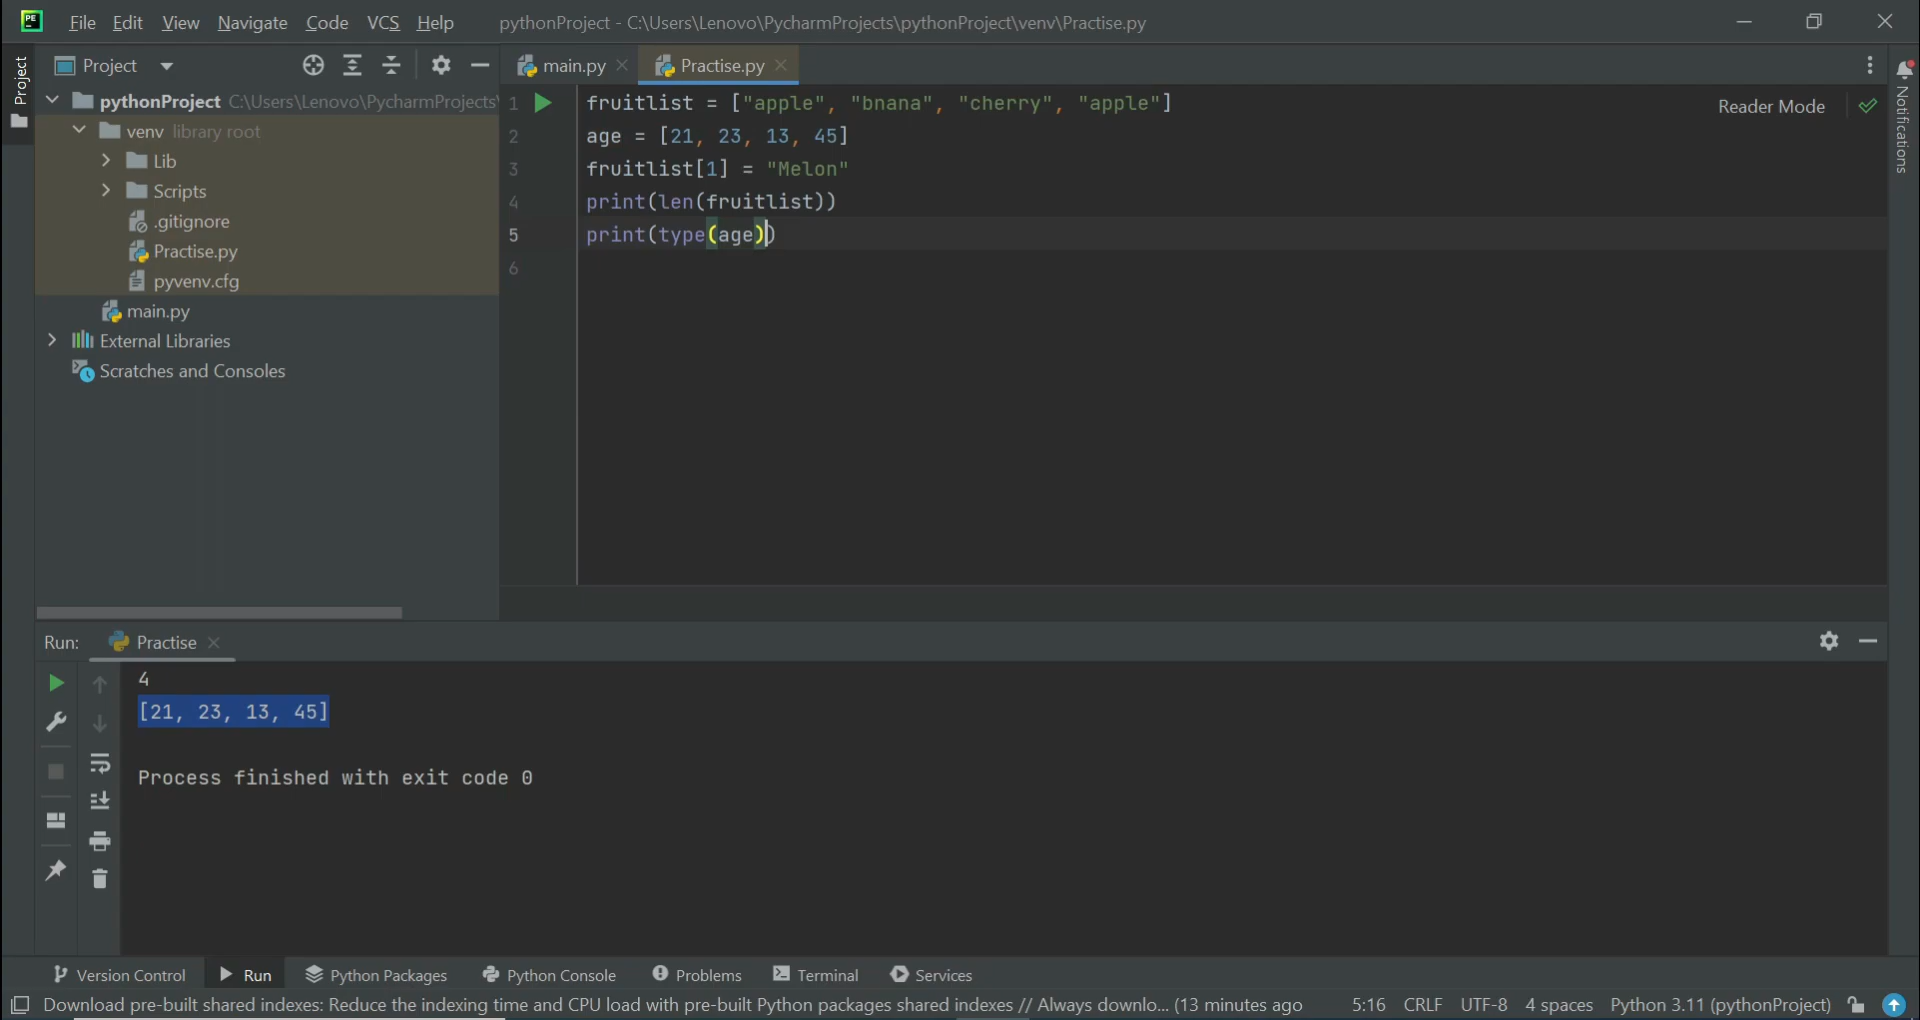 PE File Edit View Navigate Code VCS Help pythonProject - C:\Users\Lenovo\PycharmProjects\pythonProject\venv\Practise.py
Project
Project
main.py
Practise.py
pythonProject C:\Users\Lenovo\PycharmProjects\
venv library root
Lib
Scripts
.gitignore
Practise.py
pyvenv.cfg
main.py
External Libraries
Scratches and Consoles
1 fruitlist = ["apple", "bnana", "cherry", "apple"]
2 age = [21, 23, 13, 45]
3 fruitlist[1] = "Melon"
4 print(len(fruitlist))
5 print(type(age))
6
Reader Mode
Notifications
Run: Practise
4
[21, 23, 13, 45]
Process finished with exit code 0
Version Control Run Python Packages Python Console Problems Terminal Services
Download pre-built shared indexes: Reduce the indexing time and CPU load with pre-built Python packages shared indexes // Always downlo... (13 minutes ago 5:16 CRLF UTF-8 4 spaces Python 3.11 (pythonProject)